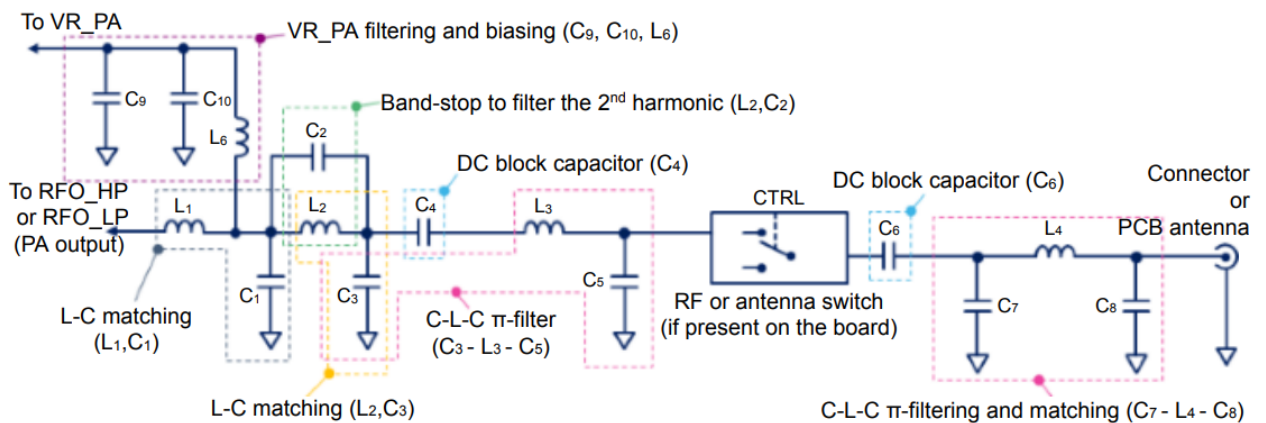 To VR_PA
VR_PA filtering and biasing (C9, C10, L6)
C9
C10
L6
Band-stop to filter the 2nd harmonic (L2,C2)
C2
DC block capacitor (C4)
To RFO_HP
or RFO_LP
(PA output)
L1
L2
C4
L3
CTRL
DC block capacitor (C6)
Connector
or
PCB antenna
C6
L4
C1
C3
C5
C7
C8
L-C matching
(L1,C1)
C-L-C π-filter
(C3 - L3 - C5)
RF or antenna switch
(if present on the board)
L-C matching (L2,C3)
C-L-C π-filtering and matching (C7 - L4 - C8)